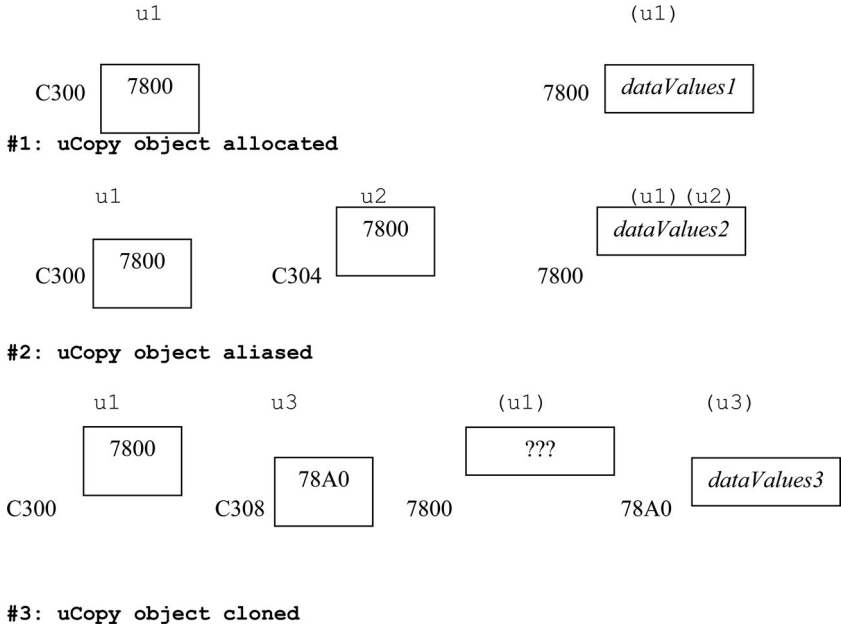 u1 (u1)
C300 7800 7800 dataValues1
#1: uCopy object allocated
u1 u2 (u1)(u2)
C300 7800 C304 7800 7800 dataValues2
#2: uCopy object aliased
u1 u3 (u1) (u3)
7800 78A0 ??? dataValues3
C300 C308 7800 78A0
#3: uCopy object cloned